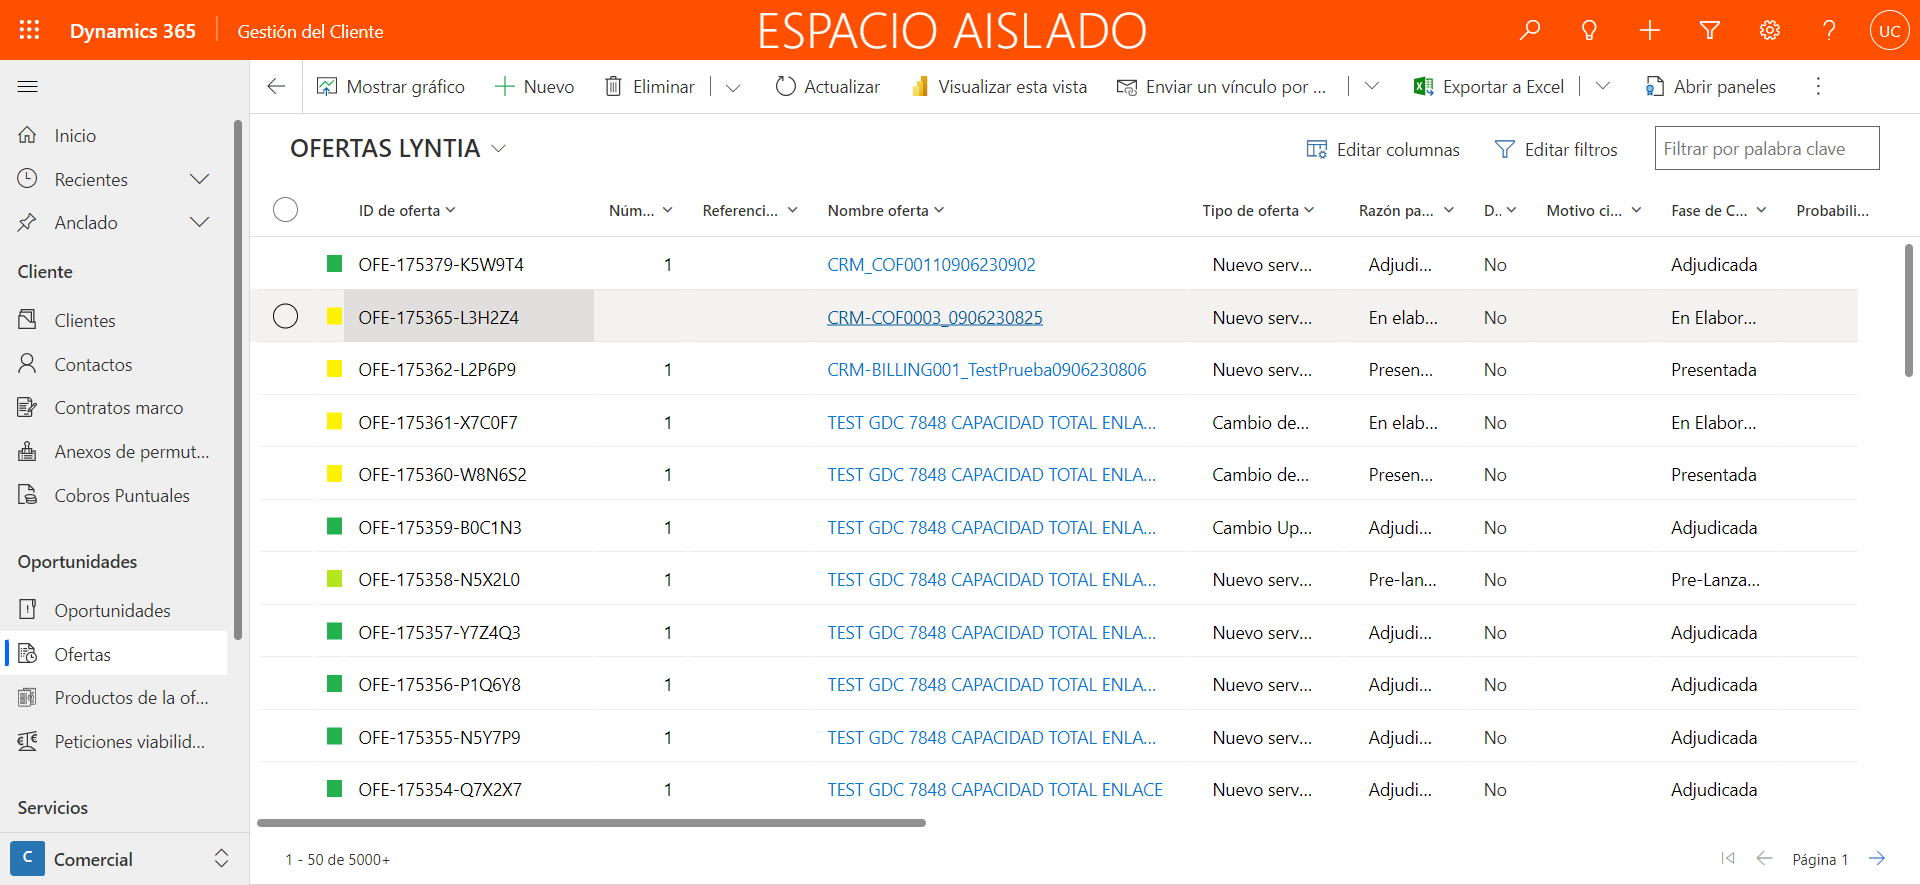 Dynamics 365
Gestión del Cliente
ESPACIO AISLADO
UC
Mostrar gráfico
Nuevo
Eliminar
Actualizar
Visualizar esta vista
Enviar un vínculo por ...
Exportar a Excel
Abrir paneles
Inicio
Recientes
Anclado
Cliente
Clientes
Contactos
Contratos marco
Anexos de permut...
Cobros Puntuales
Oportunidades
Oportunidades
Ofertas
Productos de la of...
Peticiones viabilid...
Servicios
C Comercial
OFERTAS LYNTIA
Editar columnas
Editar filtros
Filtrar por palabra clave
ID de oferta Núm... Referenci... Nombre oferta Tipo de oferta Razón pa... D.. Motivo ci... Fase de C... Probabili...
OFE-175379-K5W9T4 1 CRM_COF00110906230902 Nuevo serv... Adjudi... No Adjudicada
OFE-175365-L3H2Z4 CRM-COF0003_0906230825 Nuevo serv... En elab... No En Elabor...
OFE-175362-L2P6P9 1 CRM-BILLING001_TestPrueba0906230806 Nuevo serv... Presen... No Presentada
OFE-175361-X7C0F7 1 TEST GDC 7848 CAPACIDAD TOTAL ENLA... Cambio de... En elab... No En Elabor...
OFE-175360-W8N6S2 1 TEST GDC 7848 CAPACIDAD TOTAL ENLA... Cambio de... Presen... No Presentada
OFE-175359-B0C1N3 1 TEST GDC 7848 CAPACIDAD TOTAL ENLA... Cambio Up... Adjudi... No Adjudicada
OFE-175358-N5X2L0 1 TEST GDC 7848 CAPACIDAD TOTAL ENLA... Nuevo serv... Pre-lan... No Pre-Lanza...
OFE-175357-Y7Z4Q3 1 TEST GDC 7848 CAPACIDAD TOTAL ENLA... Nuevo serv... Adjudi... No Adjudicada
OFE-175356-P1Q6Y8 1 TEST GDC 7848 CAPACIDAD TOTAL ENLA... Nuevo serv... Adjudi... No Adjudicada
OFE-175355-N5Y7P9 1 TEST GDC 7848 CAPACIDAD TOTAL ENLA... Nuevo serv... Adjudi... No Adjudicada
OFE-175354-Q7X2X7 1 TEST GDC 7848 CAPACIDAD TOTAL ENLACE Nuevo serv... Adjudi... No Adjudicada
1 - 50 de 5000+
Página 1